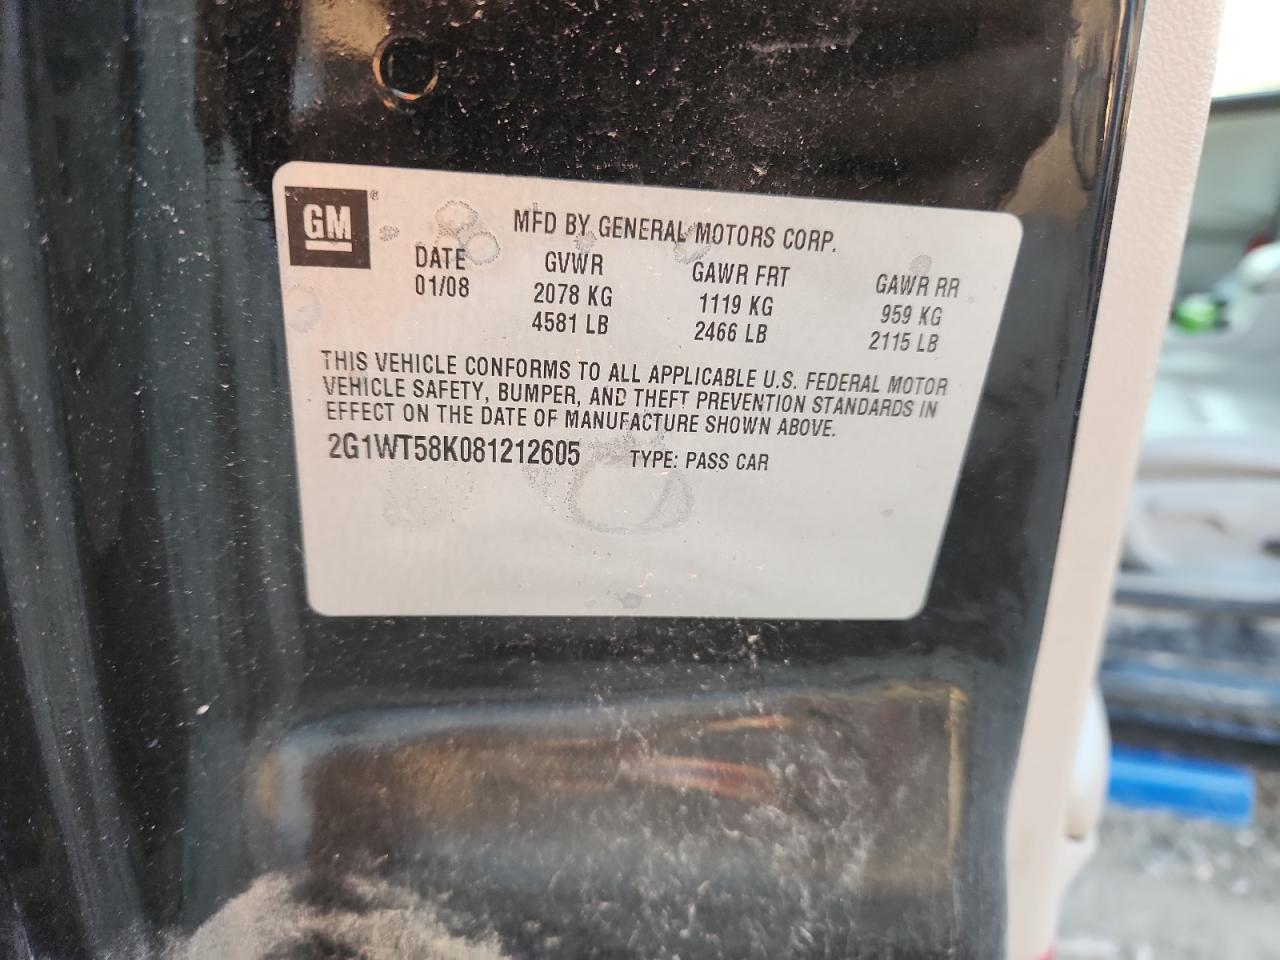 GM ®
MFD BY GENERAL MOTORS CORP.
DATE GVWR GAWR FRT GAWR RR
01/08 2078 KG 1119 KG 959 KG
4581 LB 2466 LB 2115 LB
THIS VEHICLE CONFORMS TO ALL APPLICABLE U.S. FEDERAL MOTOR
VEHICLE SAFETY, BUMPER, AND THEFT PREVENTION STANDARDS IN
EFFECT ON THE DATE OF MANUFACTURE SHOWN ABOVE.
2G1WT58K081212605 TYPE: PASS CAR